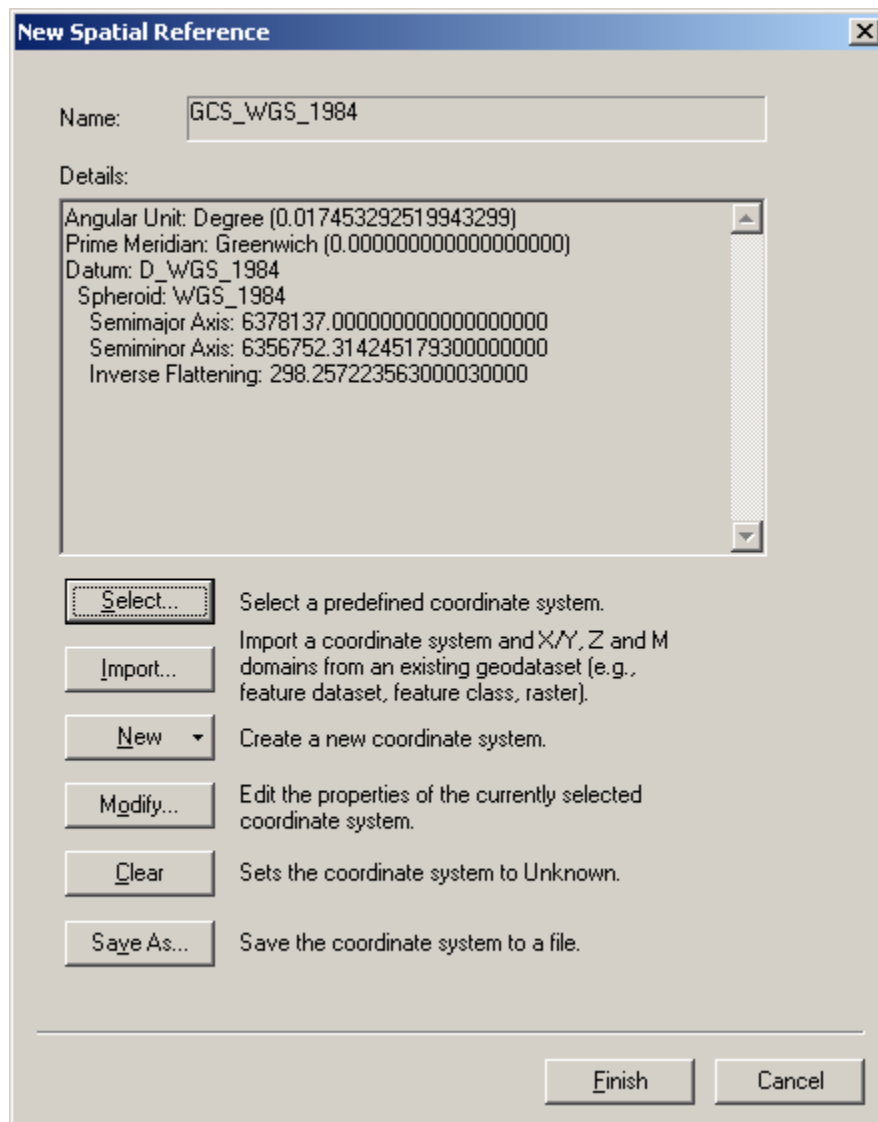 New Spatial Reference
Name:
GCS_WGS_1984
Details:
Angular Unit: Degree (0.017453292519943299)
Prime Meridian: Greenwich (0.000000000000000000)
Datum: D_WGS_1984
Spheroid: WGS_1984
Semimajor Axis: 6378137.000000000000000000
Semiminor Axis: 6356752.314245179300000000
Inverse Flattening: 298.257223563000030000
Select...
Select a predefined coordinate system.
Import...
Import a coordinate system and X/Y, Z and M
domains from an existing geodataset (e.g.,
feature dataset, feature class, raster).
New
Create a new coordinate system.
Modify...
Edit the properties of the currently selected
coordinate system.
Clear
Sets the coordinate system to Unknown.
Save As...
Save the coordinate system to a file.
Finish
Cancel